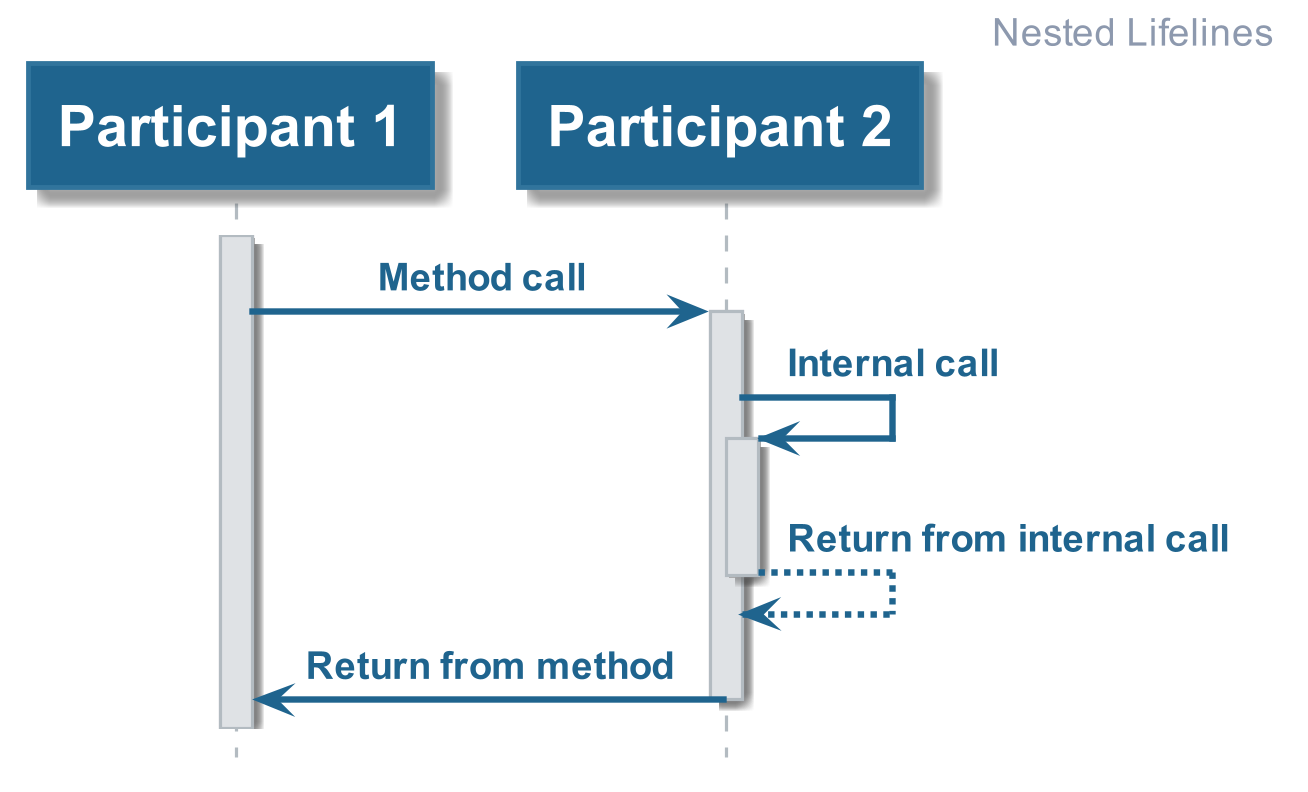 Nested Lifelines
Participant 1
Participant 2
Method call
Internal call
Return from internal call
Return from method